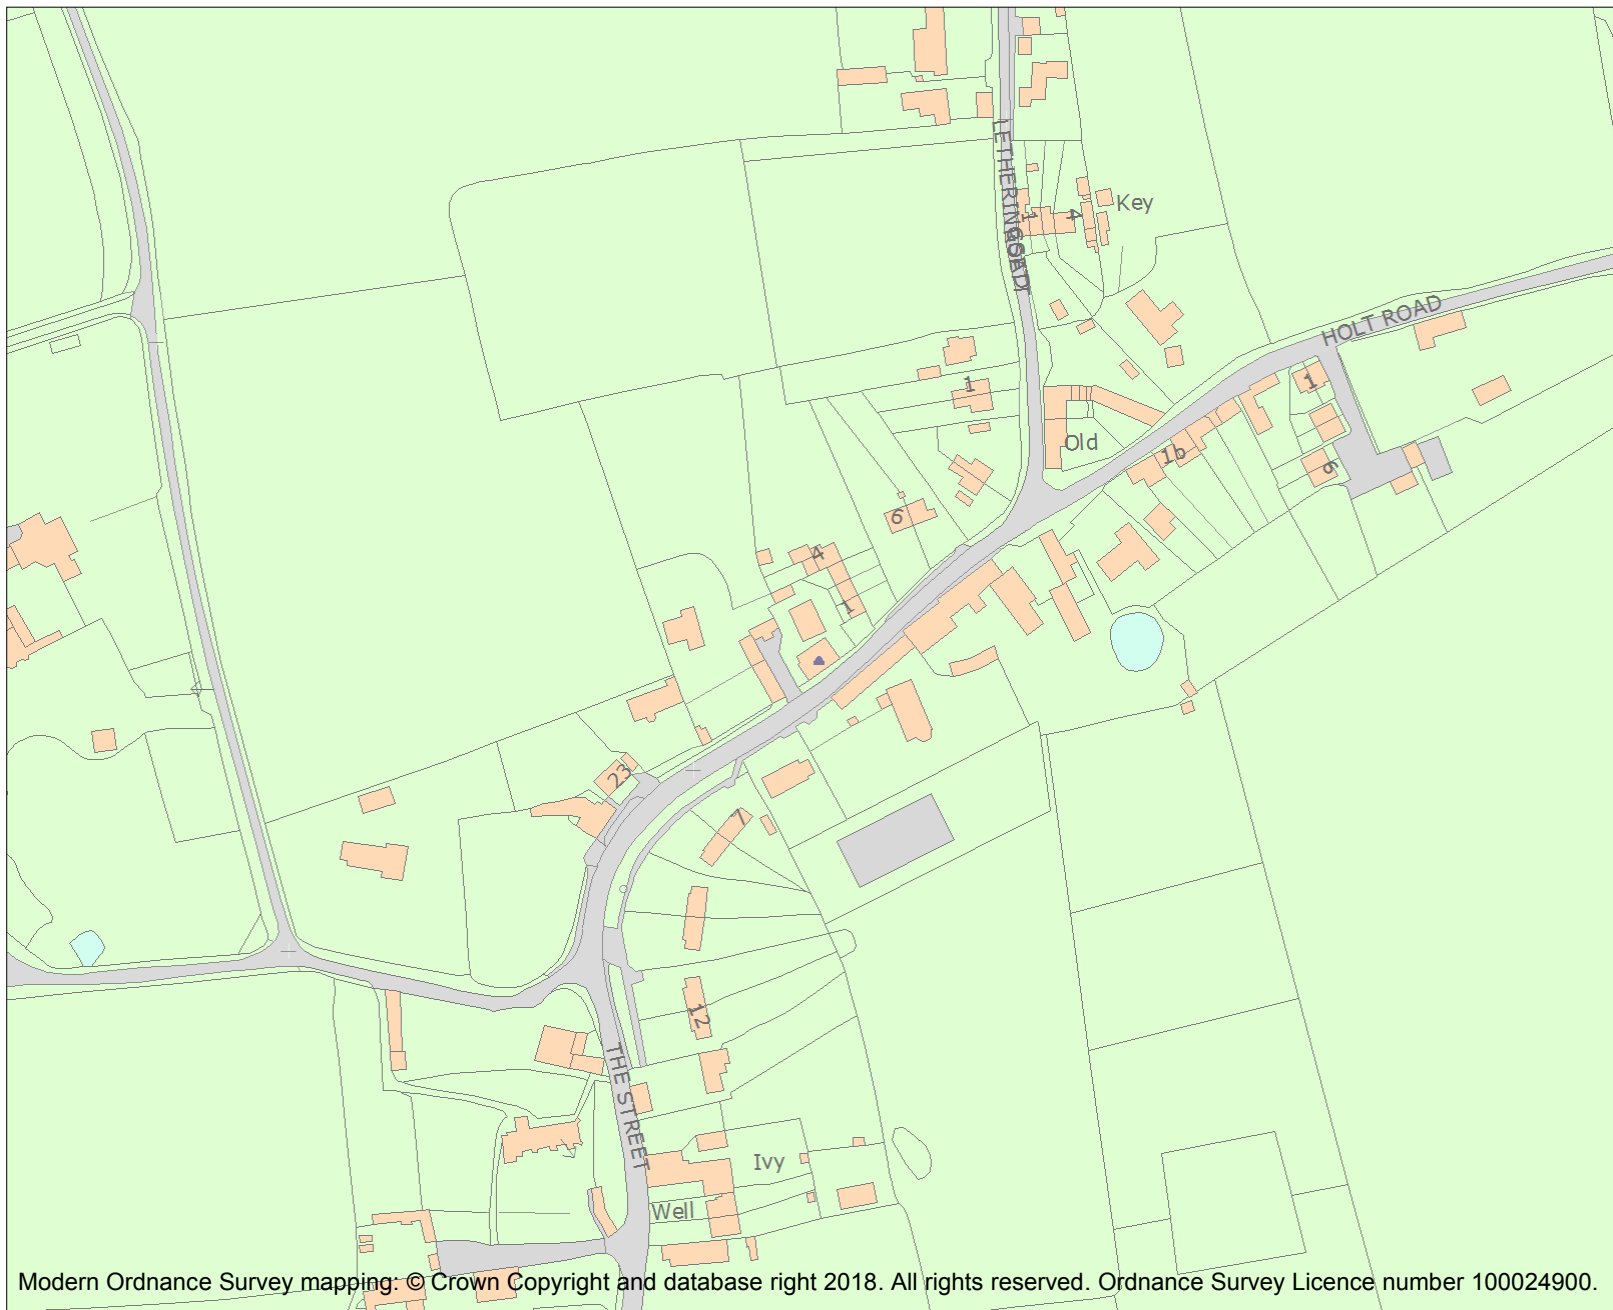 LETHERINGSETT
ROAD
1
4
Key
HOLT ROAD
1
1
Old
1b
6
6
4
1
23
7
12
THE STREET
Ivy
Well
Modern Ordnance Survey mapping: © Crown Copyright and database right 2018. All rights reserved. Ordnance Survey Licence number 100024900.